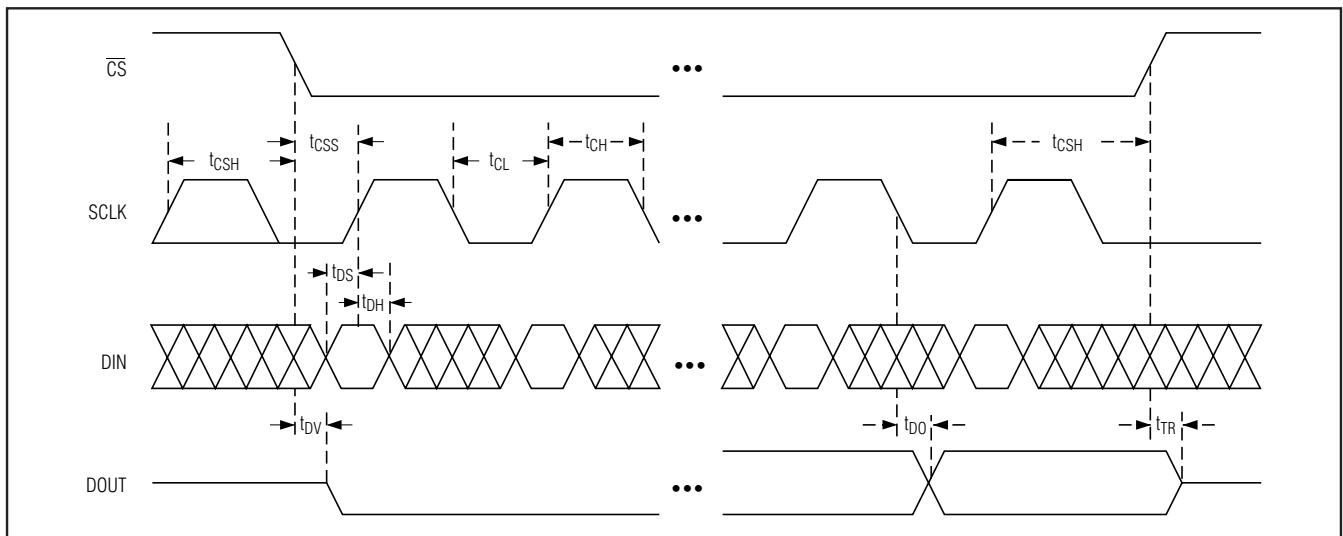 CS
tCSS
tCH
tCSH
tCL
tCSH
SCLK
tDS
tDH
DIN
tDV
tDO
tTR
DOUT